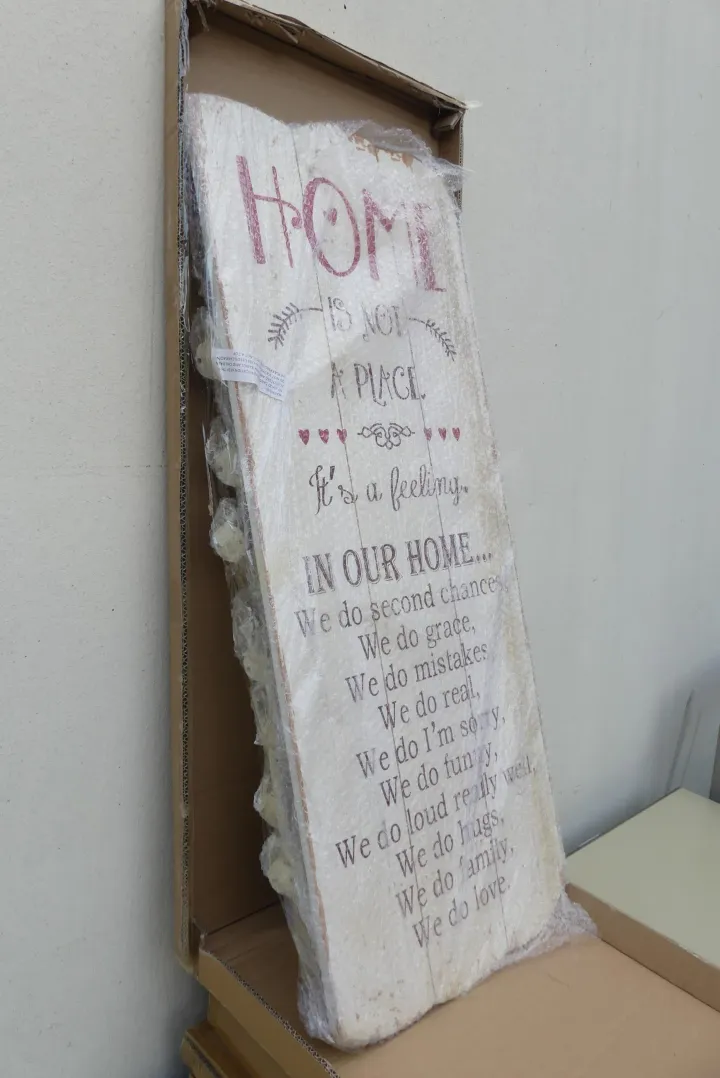 HOME
IS NOT
A PLACE
It's a feeling.
IN OUR HOME...
We do second chances,
We do grace,
We do mistakes
We do real,
We do I'm sorry,
We do funny,
We do loud really well,
We do hugs,
We do family,
We do love.